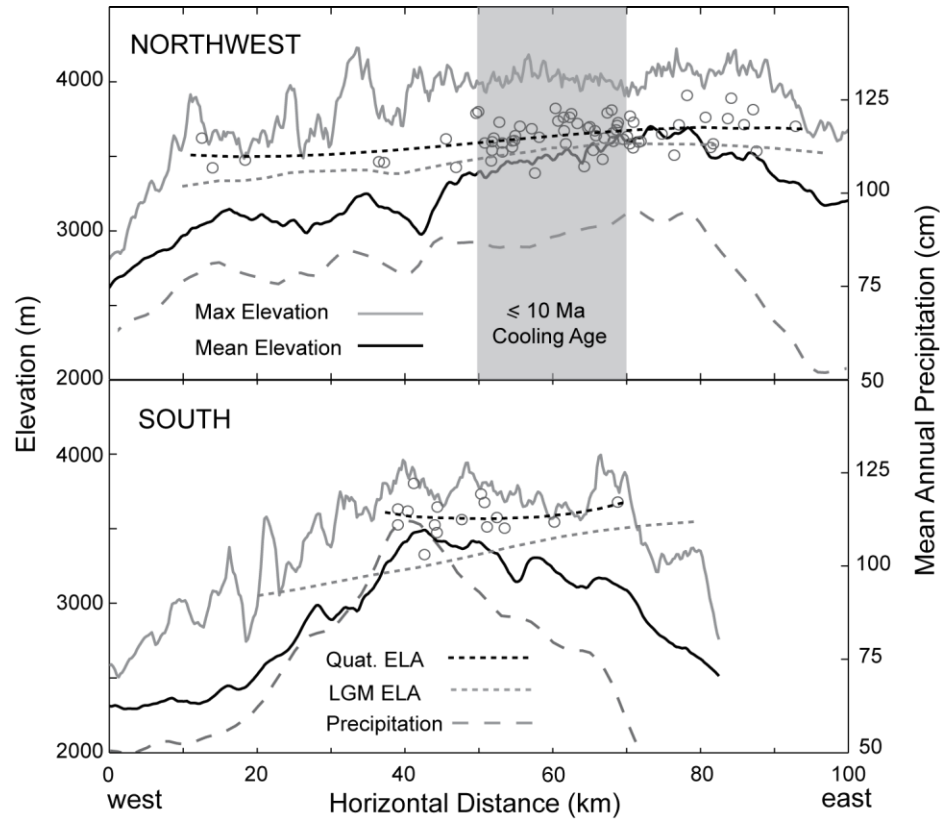 NORTHWEST
4000
3000
2000
125
100
75
50
Max Elevation
Mean Elevation
⩽ 10 Ma
Cooling Age
Elevation (m)
Mean Annual Precipitation (cm)
SOUTH
4000
3000
2000
125
100
75
50
Quat. ELA
LGM ELA
Precipitation
0 20 40 60 80 100
west Horizontal Distance (km) east